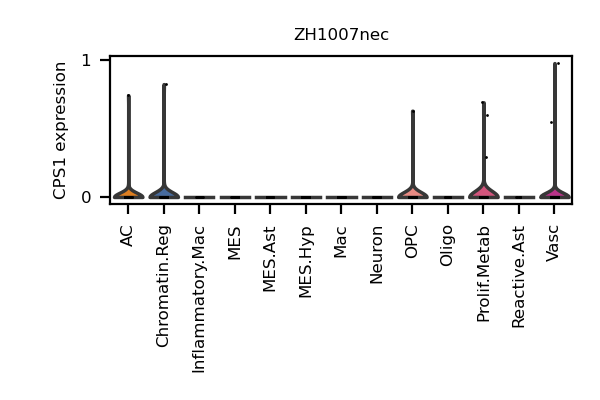 ZH1007nec
CPS1 expression
1
0
AC
Chromatin.Reg
Inflammatory.Mac
MES
MES.Ast
MES.Hyp
Mac
Neuron
OPC
Oligo
Prolif.Metab
Reactive.Ast
Vasc